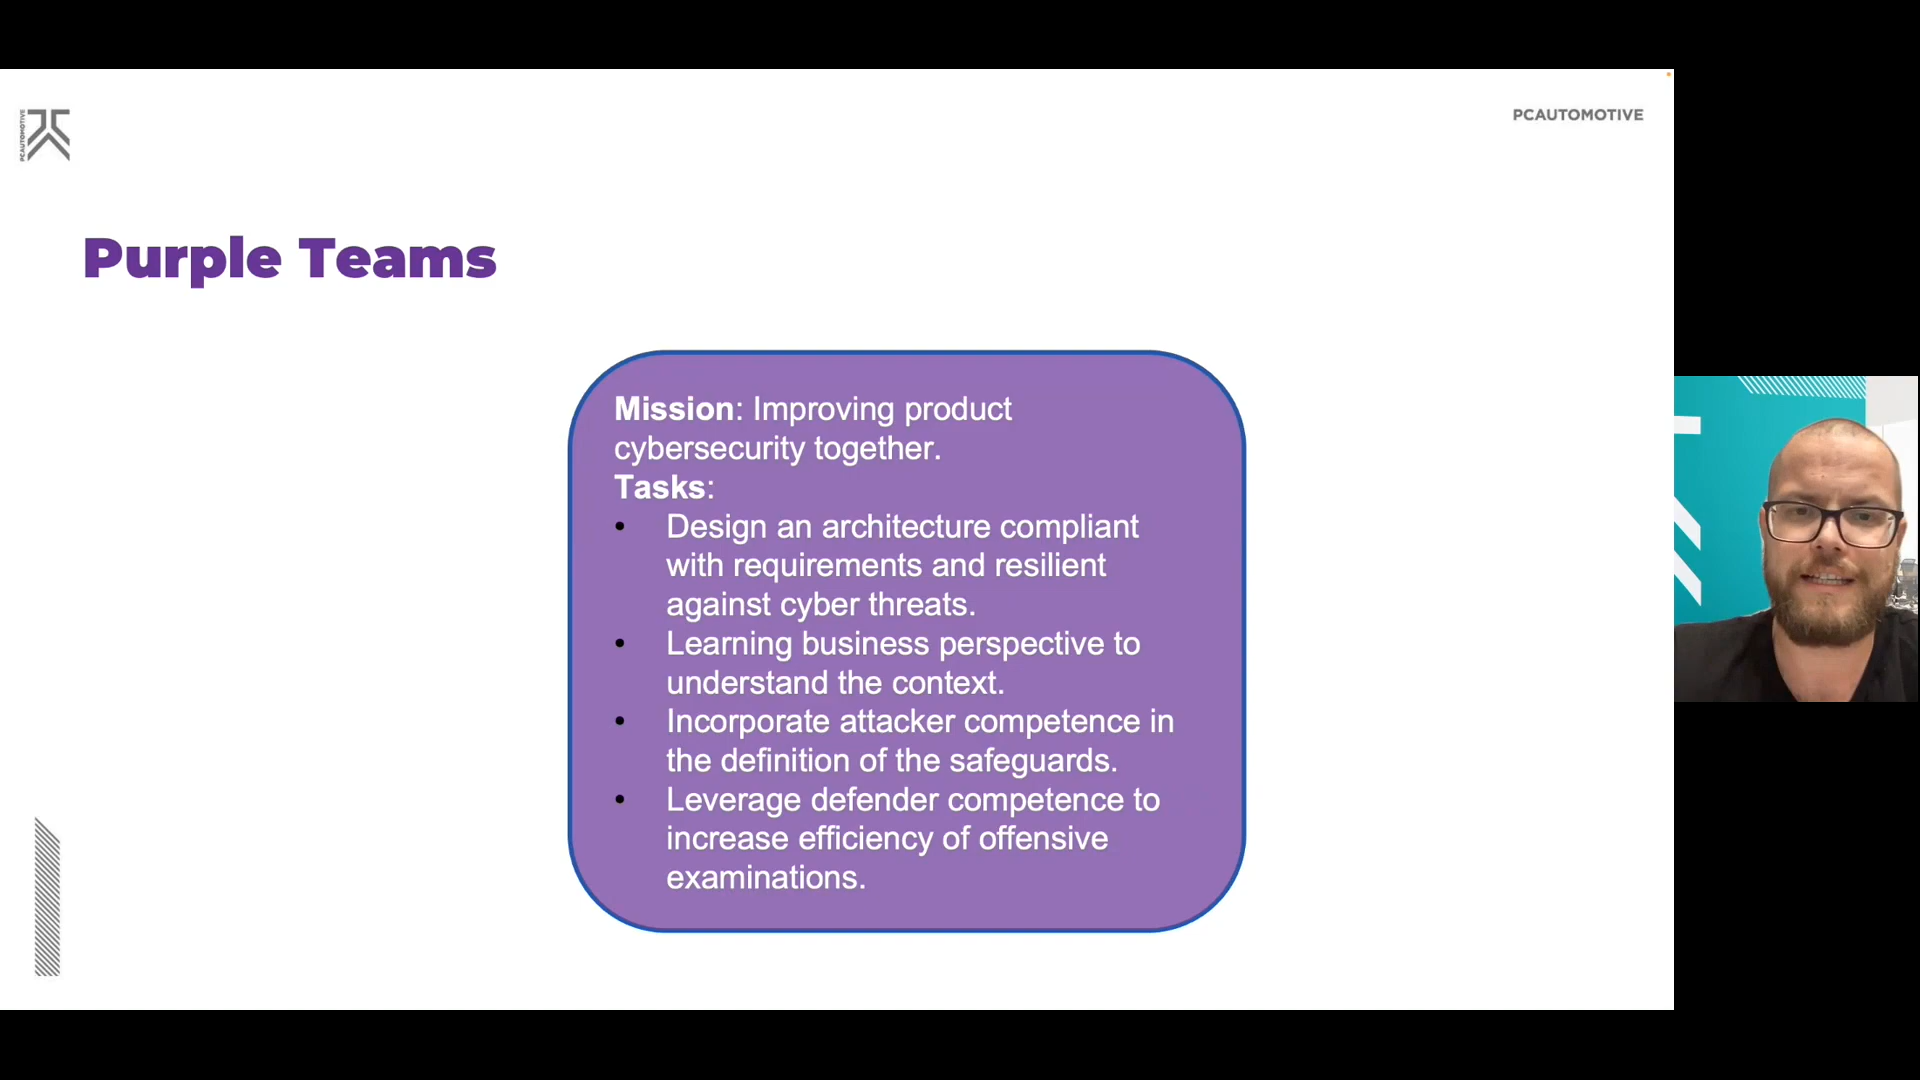 PCAUTOMOTIVE
PCAUTOMOTIVE
Purple Teams
Mission: Improving product
cybersecurity together.
Tasks:
• Design an architecture compliant
with requirements and resilient
against cyber threats.
• Learning business perspective to
understand the context.
• Incorporate attacker competence in
the definition of the safeguards.
• Leverage defender competence to
increase efficiency of offensive
examinations.